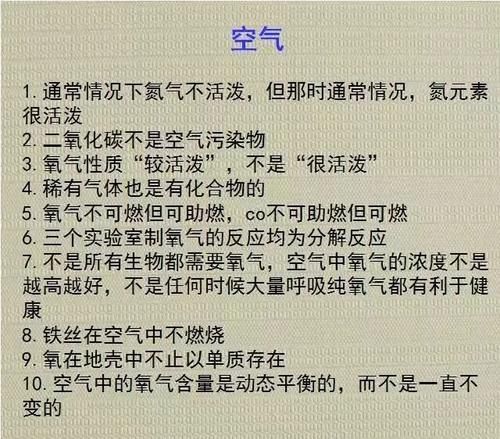 空气
1.通常情况下氮气不活泼，但那时通常情况，氮元素
很活泼
2.二氧化碳不是空气污染物
3.氧气性质“较活泼”，不是“很活泼”
4.稀有气体也是有化合物的
5.氧气不可燃但可助燃，co不可助燃但可燃
6.三个实验室制氧气的反应均为分解反应
7.不是所有生物都需要氧气，空气中氧气的浓度不是
越高越好，不是任何时候大量呼吸纯氧气都有利于健
康
8.铁丝在空气中不燃烧
9.氧在地壳中不止以单质存在
10.空气中的氧气含量是动态平衡的，而不是一直不
变的